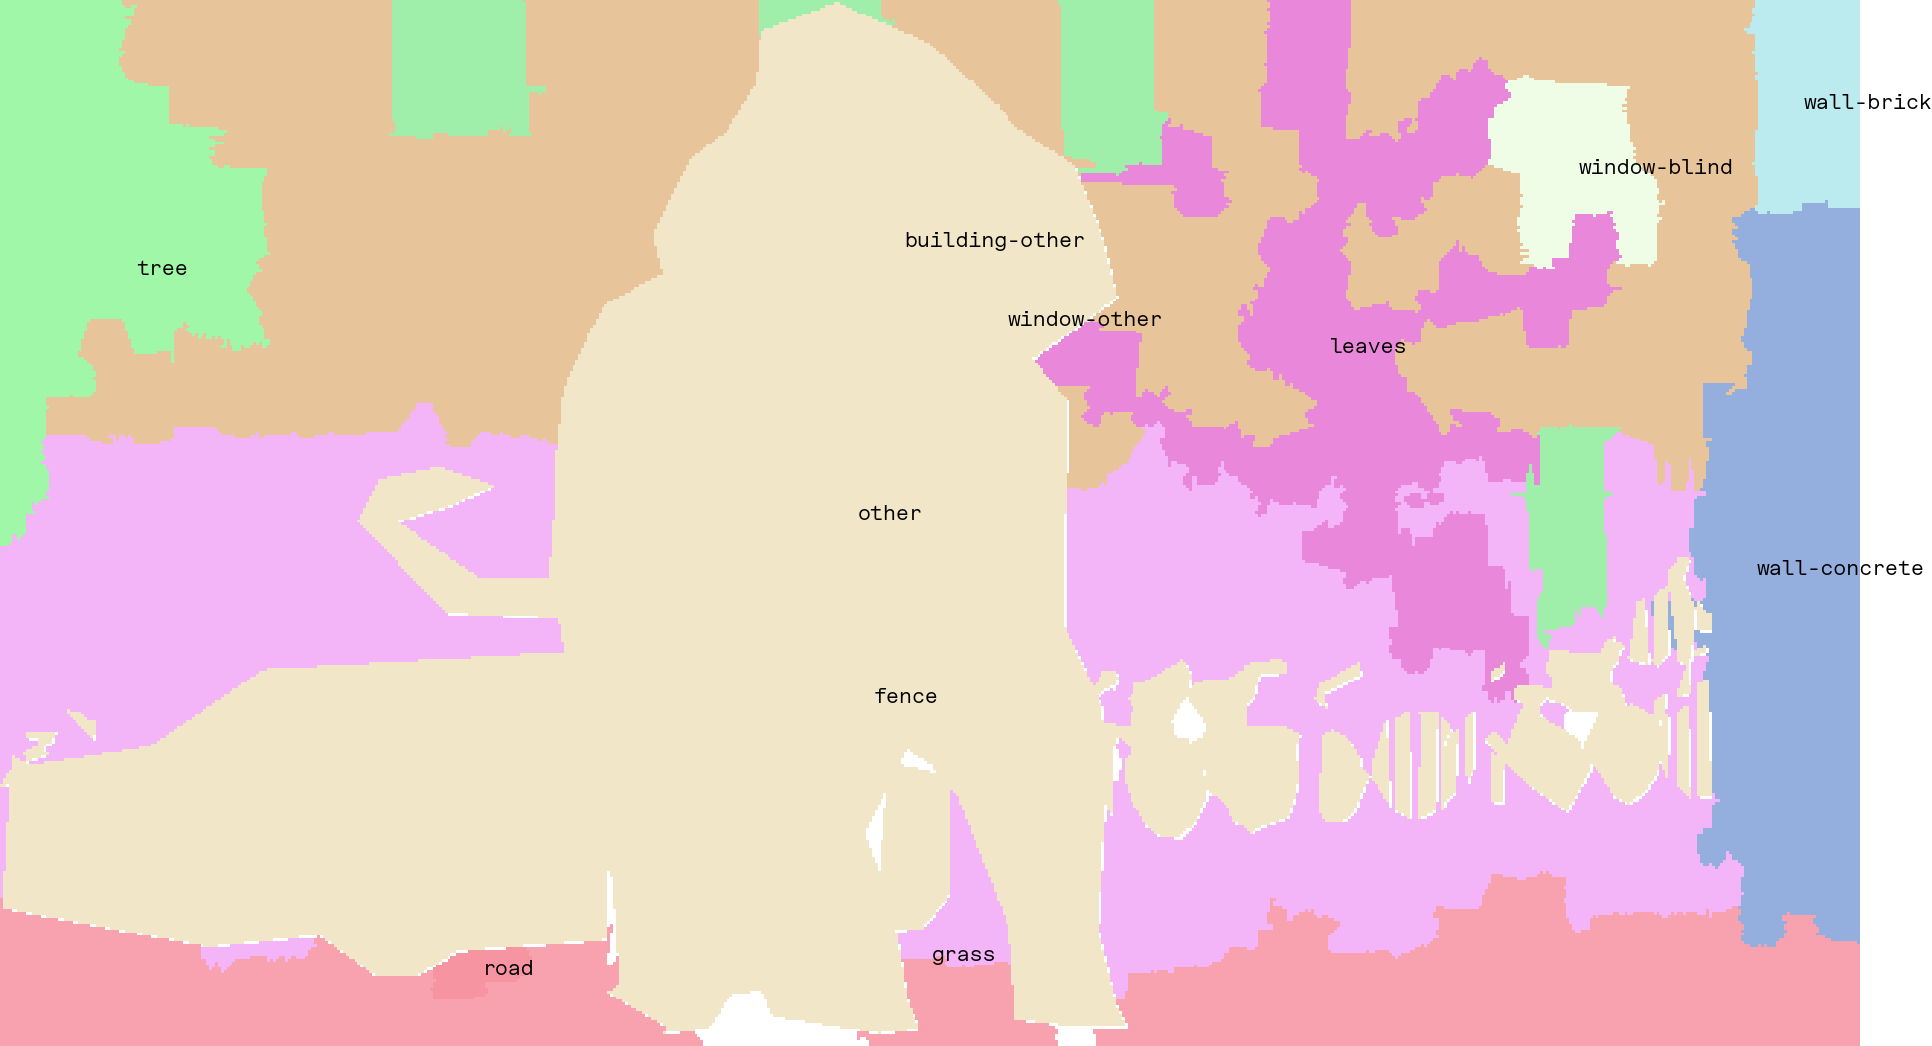 wall-brick
window-blind
building-other
tree
window-other
leaves
other
wall-concrete
fence
grass
road